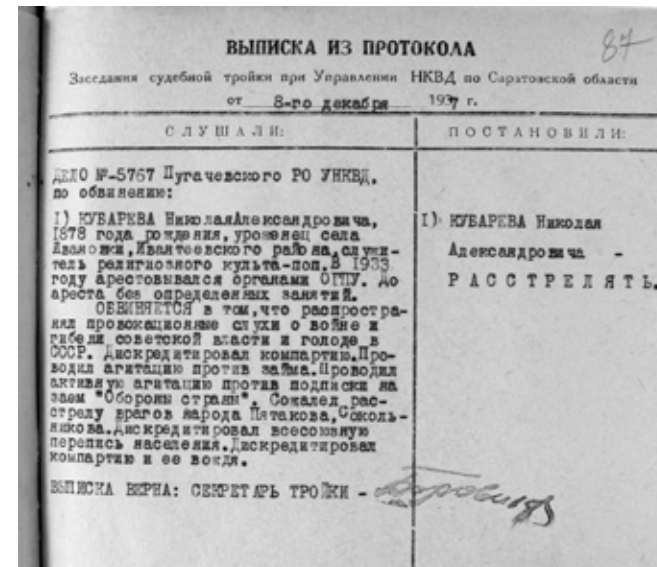 87
ВЫПИСКА ИЗ ПРОТОКОЛА
Заседания судебной тройки при Управлении НКВД по Саратовской области
от 8-го декабря 1937 г.
СЛУШАЛИ:
ДЕЛО №-5767 Пугачевского РО УНКВД,
по обвинению:
I) КУБАРЕВА НиколаяАлександровича,
1878 года рождения, уроженец села
Ивановки,Ивантеевского района,служи-
тель религиозного культа-поп.В 1933
году арестовывался органами ОГПУ. До
ареста без определенных занятий.
ОБВИНЯЕТСЯ в том,что распростра-
нял провокационные слухи о войне и
гибели советской власти и голоде в
СССР. Дискредитировал компартию.Про-
водил агитацию против займа.Проводил
активную агитацию против подписки на
заем "Обороны страны". Сожалел рас-
стрелу врагов народа Пятакова,Соколь-
никова.Дискредитировал всесоюзную
перепись населения.Дискредитировал
компартию и ее вождя.
ВЫПИСКА ВЕРНА: СЕКРЕТАРЬ ТРОЙКИ -
ПОСТАНОВИЛИ:
I) КУБАРЕВА Николая
Александровича -
РАССТРЕЛЯТЬ.